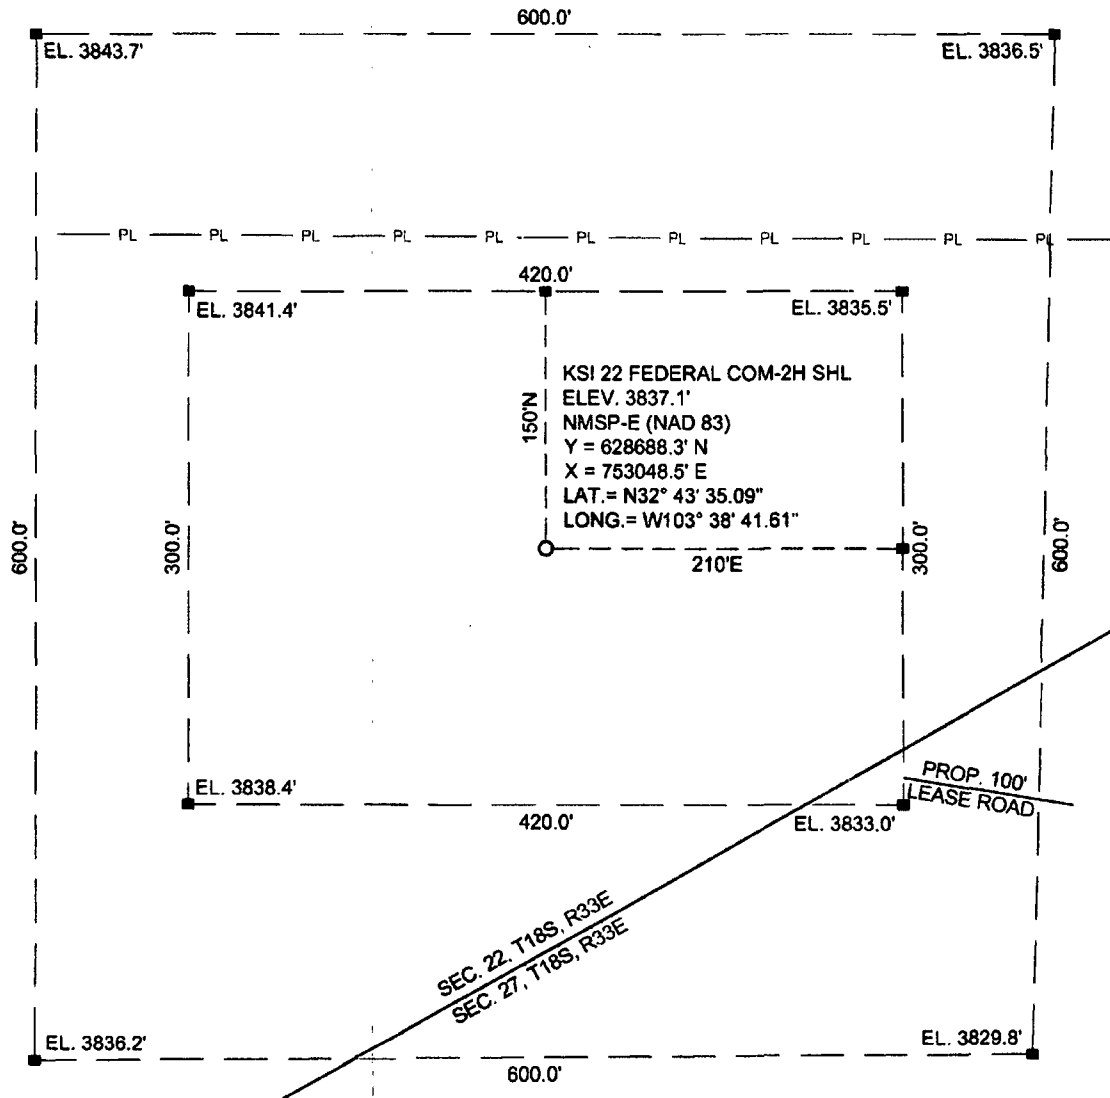 600.0'
EL. 3843.7'
EL. 3836.5'
PL PL PL PL PL PL PL PL PL PL PL
420.0'
EL. 3841.4'
EL. 3835.5'
KSI 22 FEDERAL COM-2H SHL
ELEV. 3837.1'
NMSP-E (NAD 83)
Y = 628688.3' N
X = 753048.5' E
LAT.= N32° 43' 35.09"
LONG.= W103° 38' 41.61"
150'N
210'E
600.0'
300.0'
300.0'
600.0'
PROP. 100'
LEASE ROAD
EL. 3838.4'
420.0'
EL. 3833.0'
SEC. 22. T18S, R33E
SEC. 27, T18S, R33E
EL. 3836.2'
EL. 3829.8'
600.0'